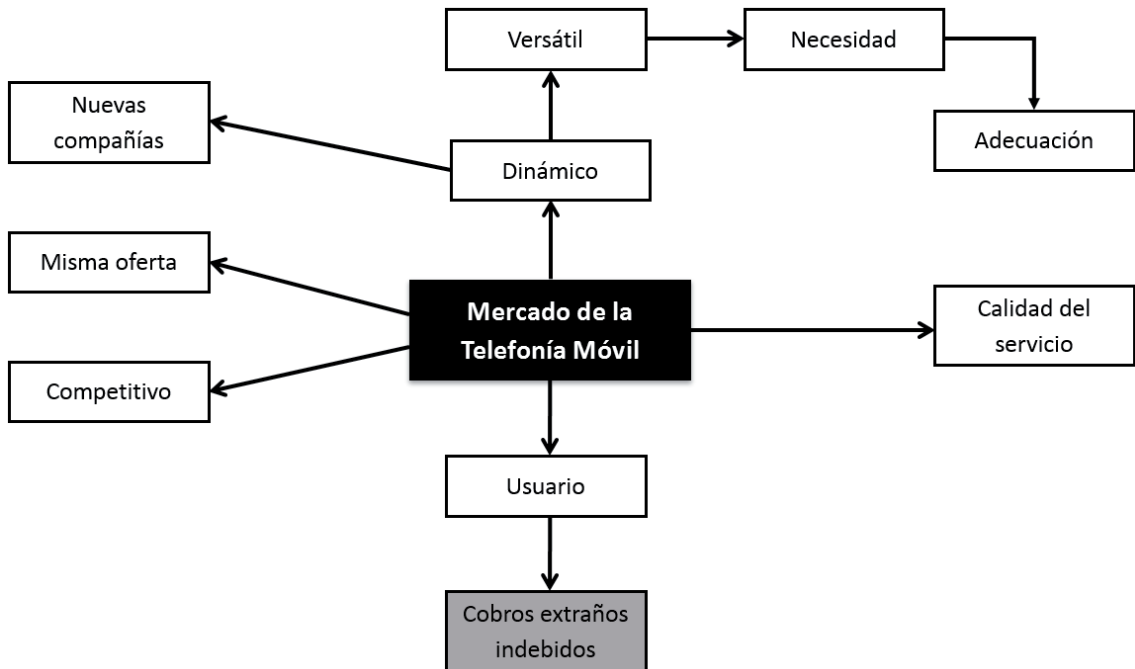 Versátil
Necesidad
Nuevas
compañías
Adecuación
Dinámico
Misma oferta
Mercado de la
Telefonía Móvil
Calidad del
servicio
Competitivo
Usuario
Cobros extraños
indebidos